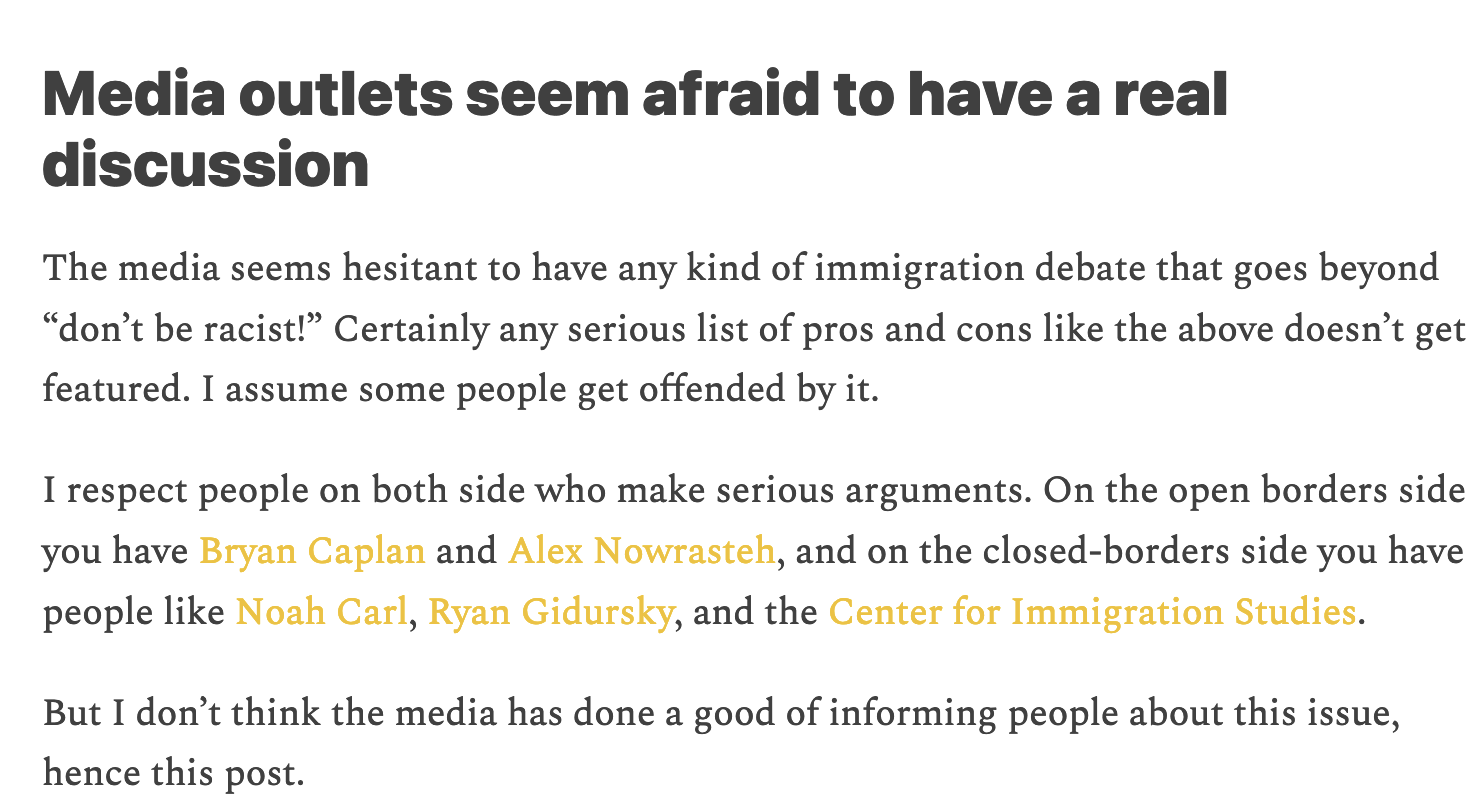 Media outlets seem afraid to have a real
discussion
The media seems hesitant to have any kind of immigration debate that goes beyond
“don’t be racist!” Certainly any serious list of pros and cons like the above doesn’t get
featured. I assume some people get offended by it.
I respect people on both side who make serious arguments. On the open borders side
you have Bryan Caplan and Alex Nowrasteh, and on the closed-borders side you have
people like Noah Carl, Ryan Gidursky, and the Center for Immigration Studies.
But I don’t think the media has done a good of informing people about this issue,
hence this post.